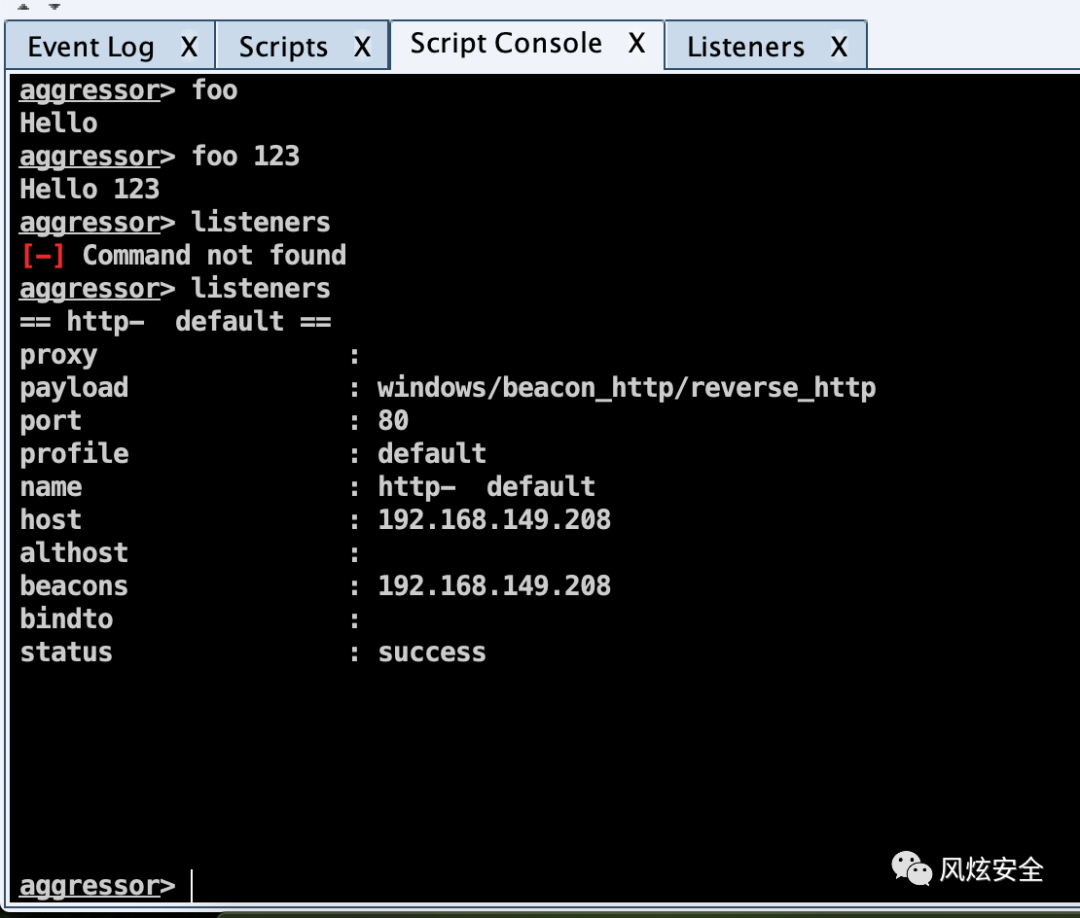 Event Log X Scripts X Script Console X Listeners X
aggressor> foo
Hello
aggressor> foo 123
Hello 123
aggressor> listeners
[-] Command not found
aggressor> listeners
== http-  default ==
proxy :
payload : windows/beacon_http/reverse_http
port : 80
profile : default
name : http-  default
host : 192.168.149.208
althost :
beacons : 192.168.149.208
bindto :
status : success
aggressor>
风炫安全